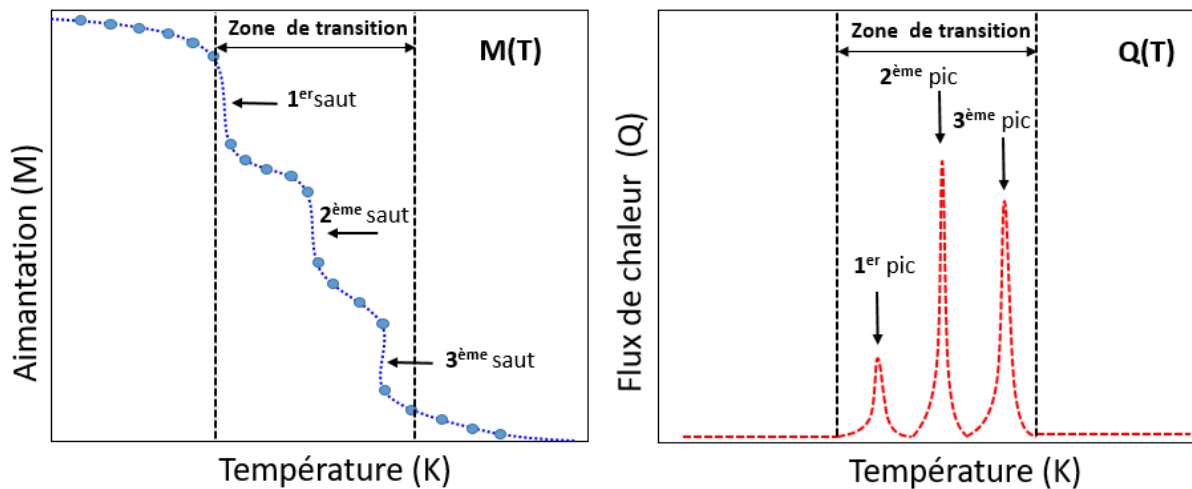 Zone de transition
M(T)
1er saut
2ème saut
3ème saut
Aimantation (M)
Température (K)
Zone de transition
Q(T)
2ème pic
3ème pic
1er pic
Flux de chaleur (Q)
Température (K)